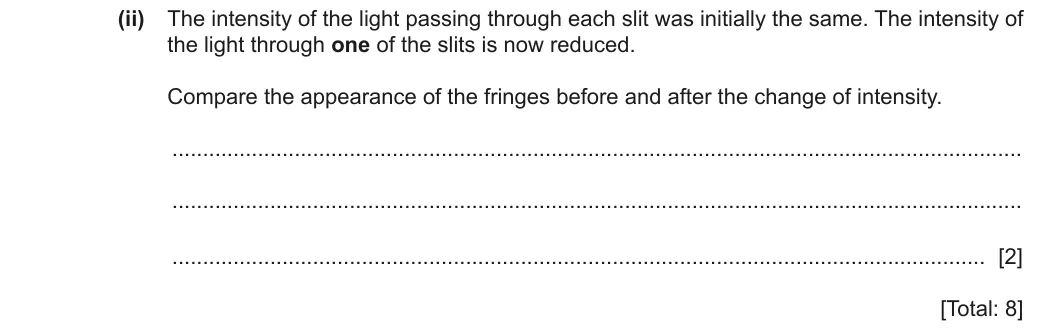 (ii) The intensity of the light passing through each slit was initially the same. The intensity of
the light through one of the slits is now reduced.
Compare the appearance of the fringes before and after the change of intensity.
..........................................................................................................................................
..........................................................................................................................................
..................................................................................................................................... [2]
[Total: 8]